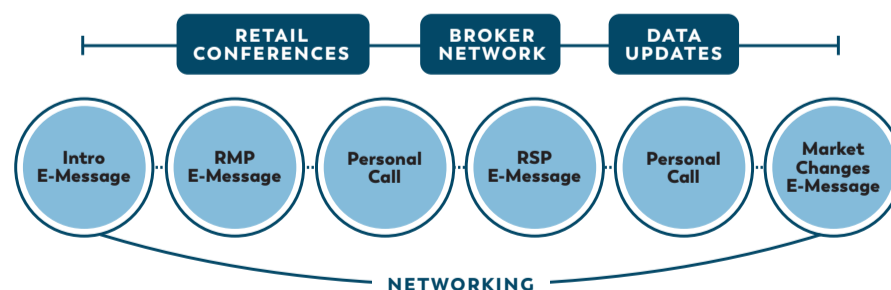 RETAIL
CONFERENCES
BROKER
NETWORK
DATA
UPDATES
Intro
E-Message
RMP
E-Message
Personal
Call
RSP
E-Message
Personal
Call
Market
Changes
E-Message
NETWORKING